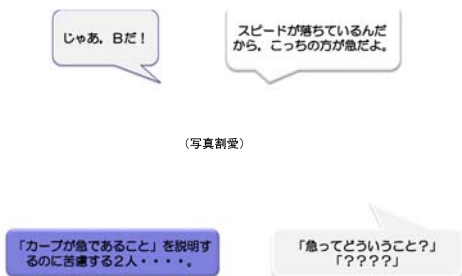 じゃあ，Bだ！
スピードが落ちているんだ
から，こっちの方が急だよ。
（写真割愛）
「カーブが急であること」を説明す
るのに苦慮する2人・・・・。
「急ってどういうこと？」
「？？？？」